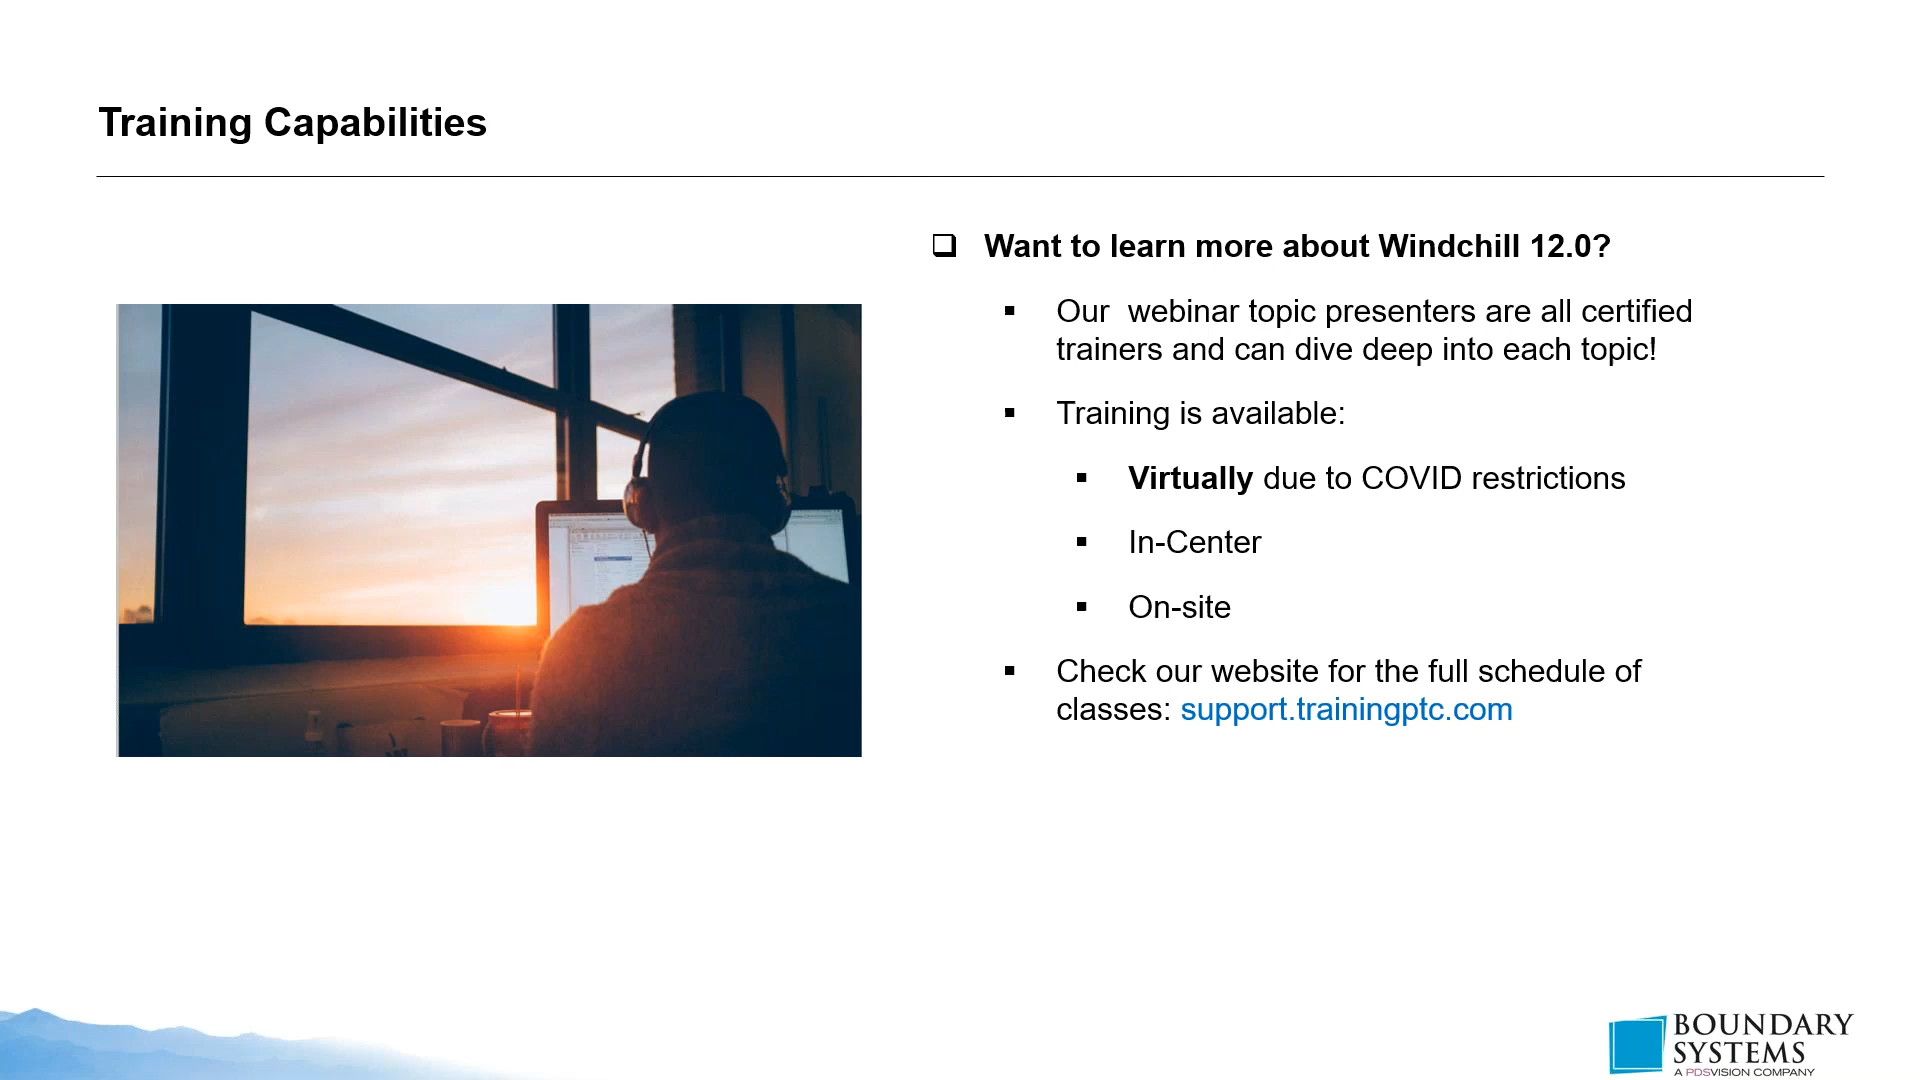 Training Capabilities
Want to learn more about Windchill 12.0?
Our  webinar topic presenters are all certified
trainers and can dive deep into each topic!
Training is available:
Virtually due to COVID restrictions
In-Center
On-site
Check our website for the full schedule of
classes: support.trainingptc.com
BOUNDARY
SYSTEMS
A PDSVISION COMPANY